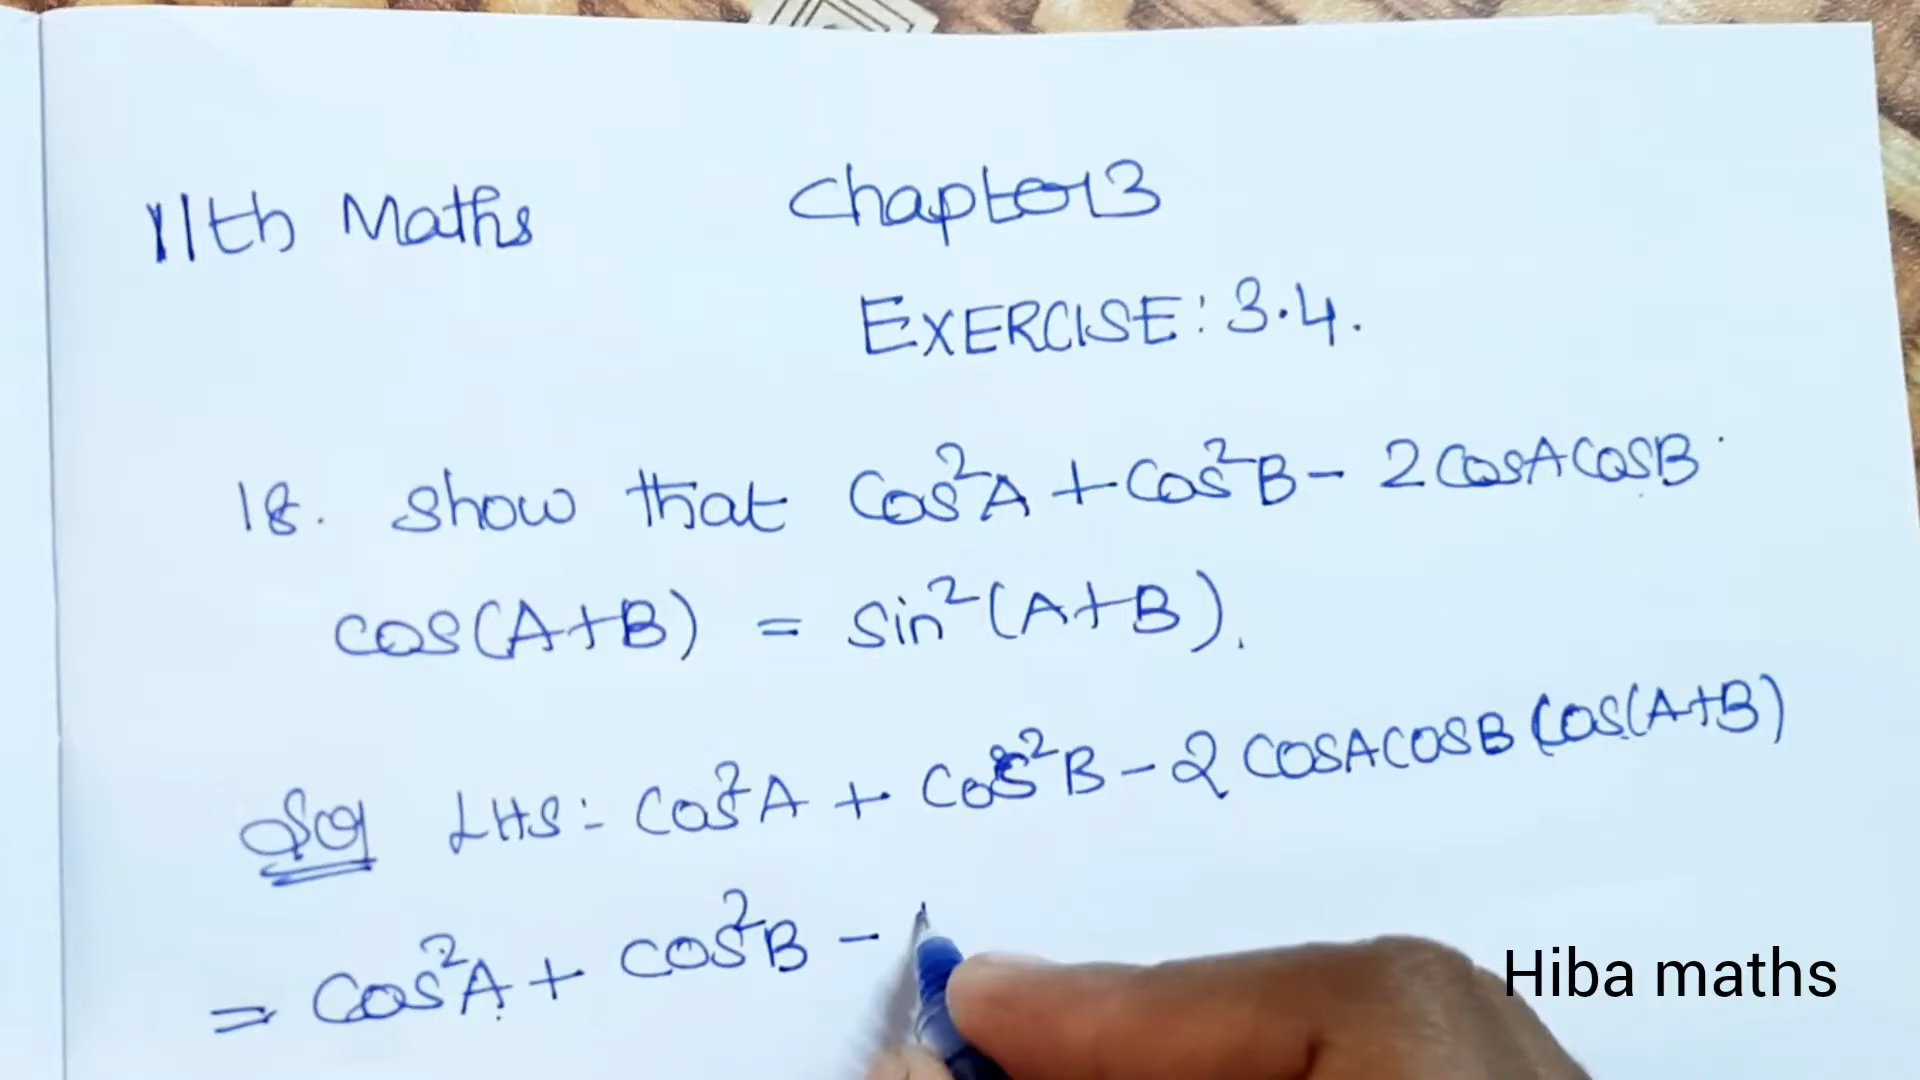 11th Maths Chapter 3
EXERCISE: 3.4.
18. Show that Cos²A + Cos²B - 2 CosA CosB
cos(A+B) = sin²(A+B).
Sol LHS: Cos²A + Cos²B - 2 COSA COSB Cos(A+B)
= Cos²A + COS²B -
Hiba maths